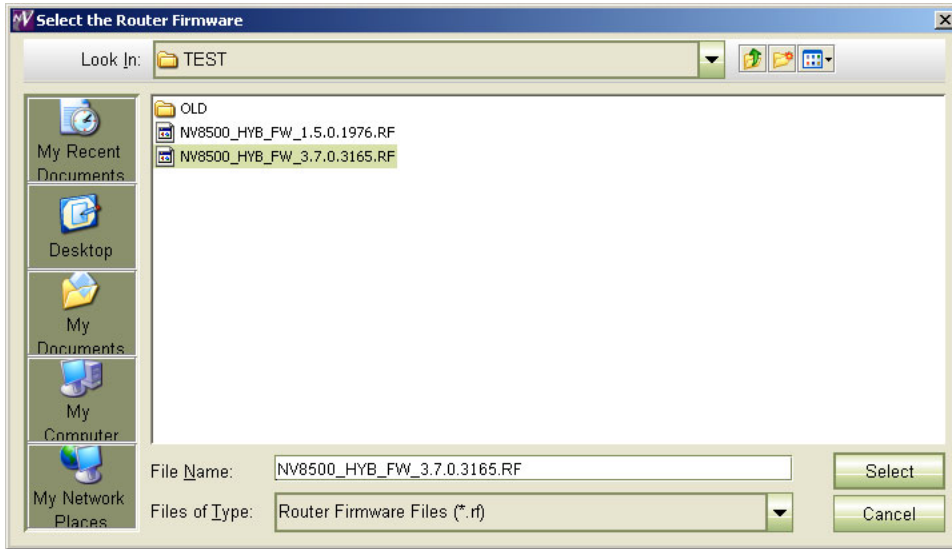 NV Select the Router Firmware
Look In: TEST
My Recent
Documents
Desktop
My
Documents
My
Computer
My Network
Places
OLD
NV8500_HYB_FW_1.5.0.1976.RF
NV8500_HYB_FW_3.7.0.3165.RF
File Name: NV8500_HYB_FW_3.7.0.3165.RF
Select
Files of Type: Router Firmware Files (*.rf)
Cancel